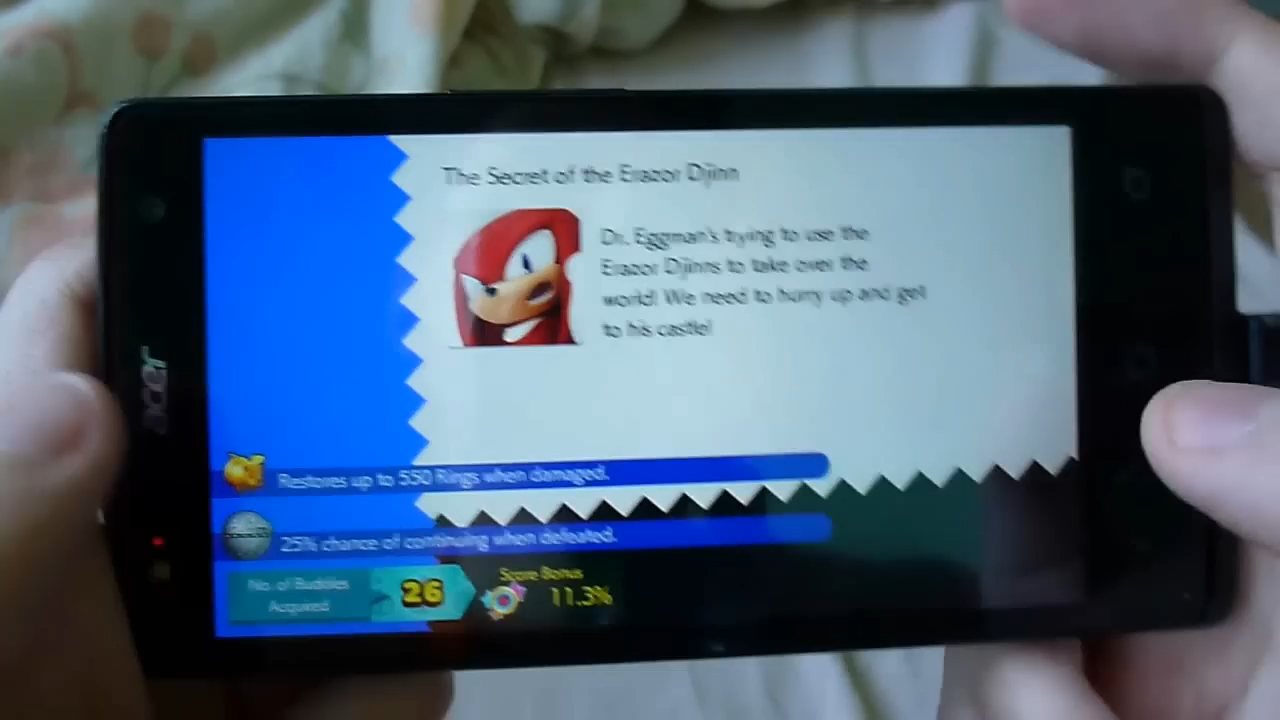 The Secret of the Erazor Djinn
Dr. Eggman's trying to use the
Erazor Djinns to take over the
world! We need to hurry up and get
to his castle!
acer
Restores up to 550 Rings when damaged.
25% chance of continuing when defeated.
No. of Buddies
Acquired
26
Score Bonus
11.3%